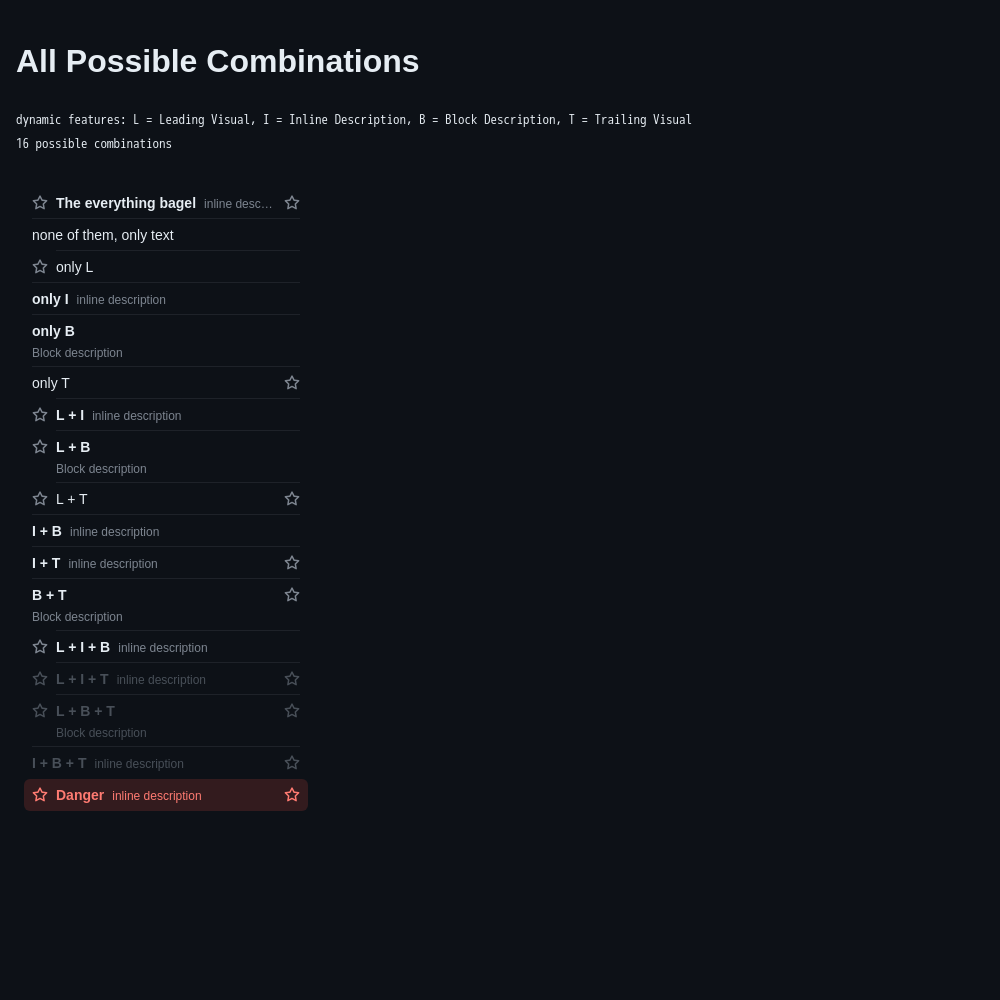 All Possible Combinations
dynamic features: L = Leading Visual, I = Inline Description, B = Block Description, T = Trailing Visual
16 possible combinations
The everything bagel inline desc…
none of them, only text
only L
only I inline description
only B
Block description
only T
L + I inline description
L + B
Block description
L + T
I + B inline description
I + T inline description
B + T
Block description
L + I + B inline description
L + I + T inline description
L + B + T
Block description
I + B + T inline description
Danger inline description